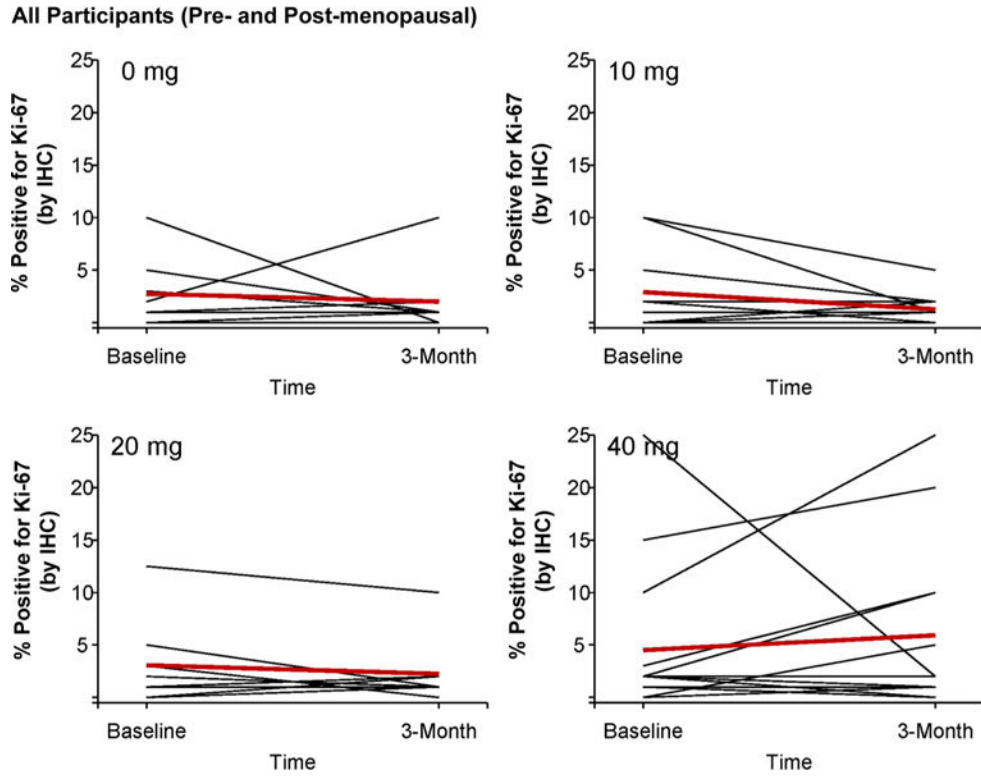 All Participants (Pre- and Post-menopausal)
0 mg
% Positive for Ki-67
(by IHC)
25
20
15
10
5
Baseline
3-Month
Time
10 mg
% Positive for Ki-67
(by IHC)
25
20
15
10
5
Baseline
3-Month
Time
20 mg
% Positive for Ki-67
(by IHC)
25
20
15
10
5
Baseline
3-Month
Time
40 mg
% Positive for Ki-67
(by IHC)
25
20
15
10
5
Baseline
3-Month
Time